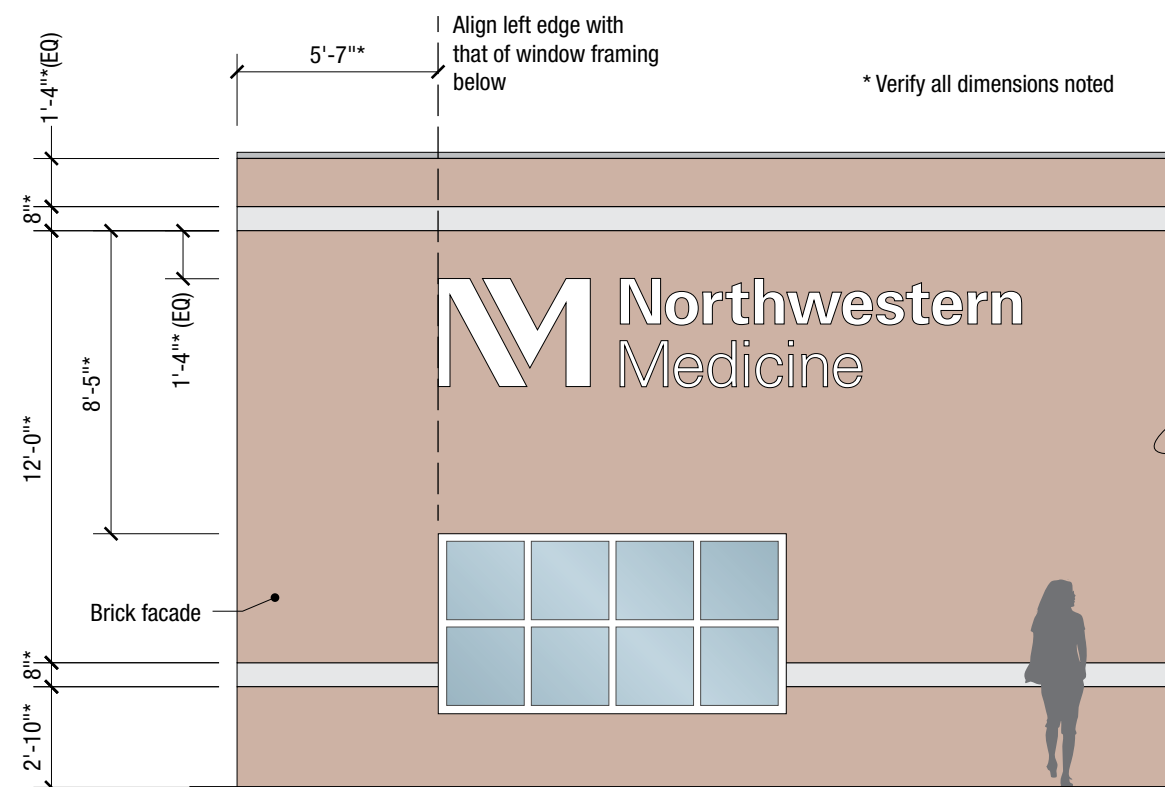 Align left edge with
that of window framing
below
5'-7"*
* Verify all dimensions noted
1'-4"*(EQ)
8"*
1'-4"* (EQ)
8'-5"*
12'-0"*
NM Northwestern
Medicine
Brick facade
8"*
2'-10"*